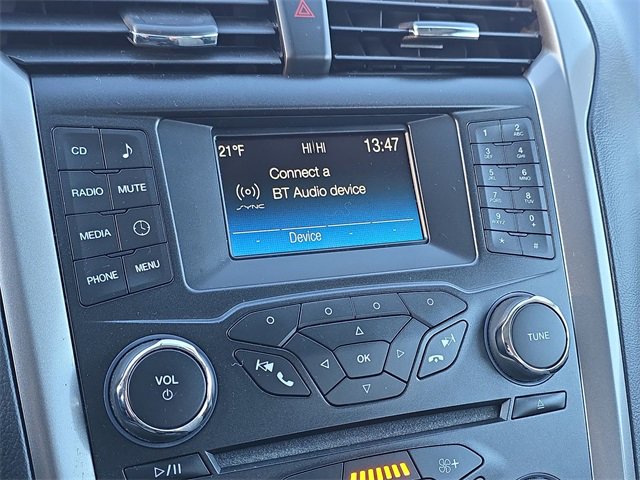 21°F HI HI 13:47
Connect a
BT Audio device
SYNC
- Device - -
CD
RADIO MUTE
MEDIA
PHONE MENU
1 2 ABC
3 DEF 4 GHI
5 JKL 6 MNO
7 PQRS 8 TUV
9 WXYZ 0 +
* #
OK
VOL
TUNE